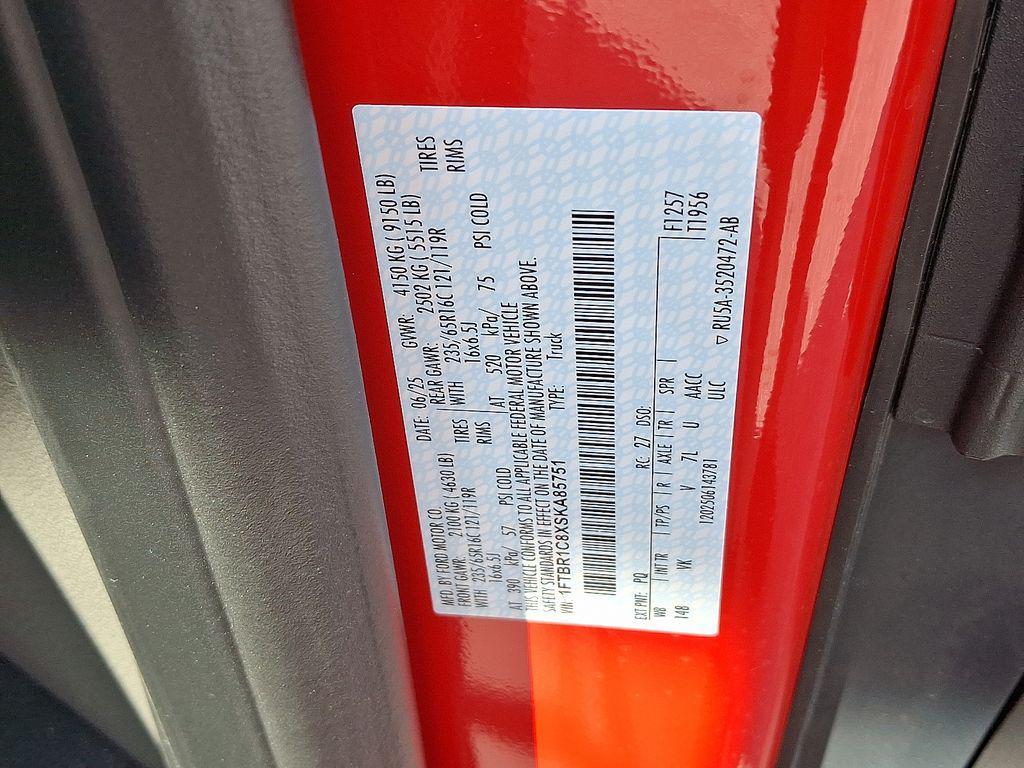 MFD. BY FORD MOTOR CO. DATE: 06/25 GVWR: 4150 KG ( 9150 LB)
FRONT GAWR: 2100 KG (4630 LB) REAR GAWR: 2502 KG ( 5515 LB)
WITH 235/65R16C 121/119R TIRES WITH 235/65R16C 121/119R TIRES
16x6.5J RIMS 16x6.5J RIMS
AT 390 kPa/ 57 PSI COLD AT 520 kPa/ 75 PSI COLD
THIS VEHICLE CONFORMS TO ALL APPLICABLE FEDERAL MOTOR VEHICLE
SAFETY STANDARDS IN EFFECT ON THE DATE OF MANUFACTURE SHOWN ABOVE.
VIN: 1FTBR1C8XSKA85751 TYPE: Truck
EXT PNT: PQ RC: 27 DSO: F1257
WB | INT TR | TP/PS | R | AXLE | TR | SPR | T1956
148 VK V 7L U AACC
120250614378I ULC
▽ RU5A-3520472-AB